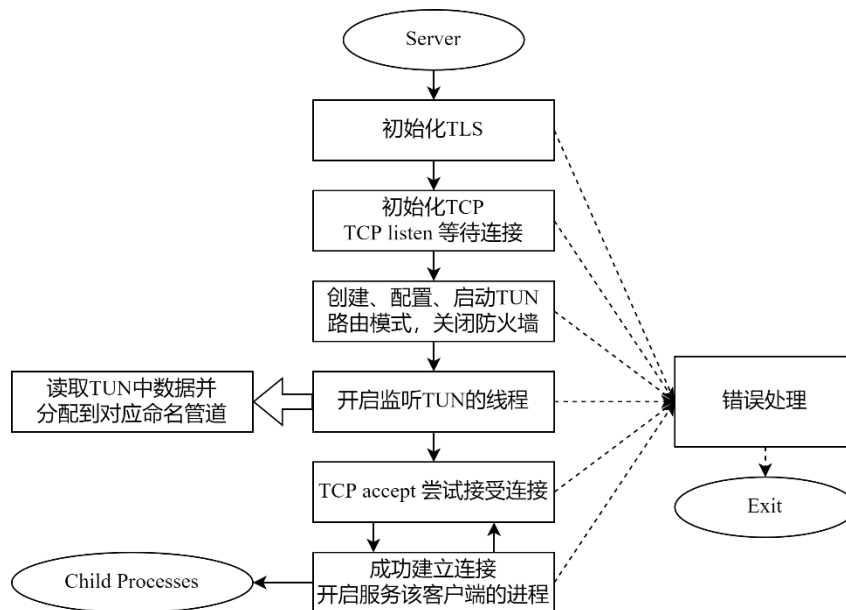 Server
初始化TLS
初始化TCP
TCP listen 等待连接
创建、配置、启动TUN
路由模式，关闭防火墙
读取TUN中数据并
分配到对应命名管道
开启监听TUN的线程
错误处理
TCP accept 尝试接受连接
Exit
Child Processes
成功建立连接
开启服务该客户端的进程